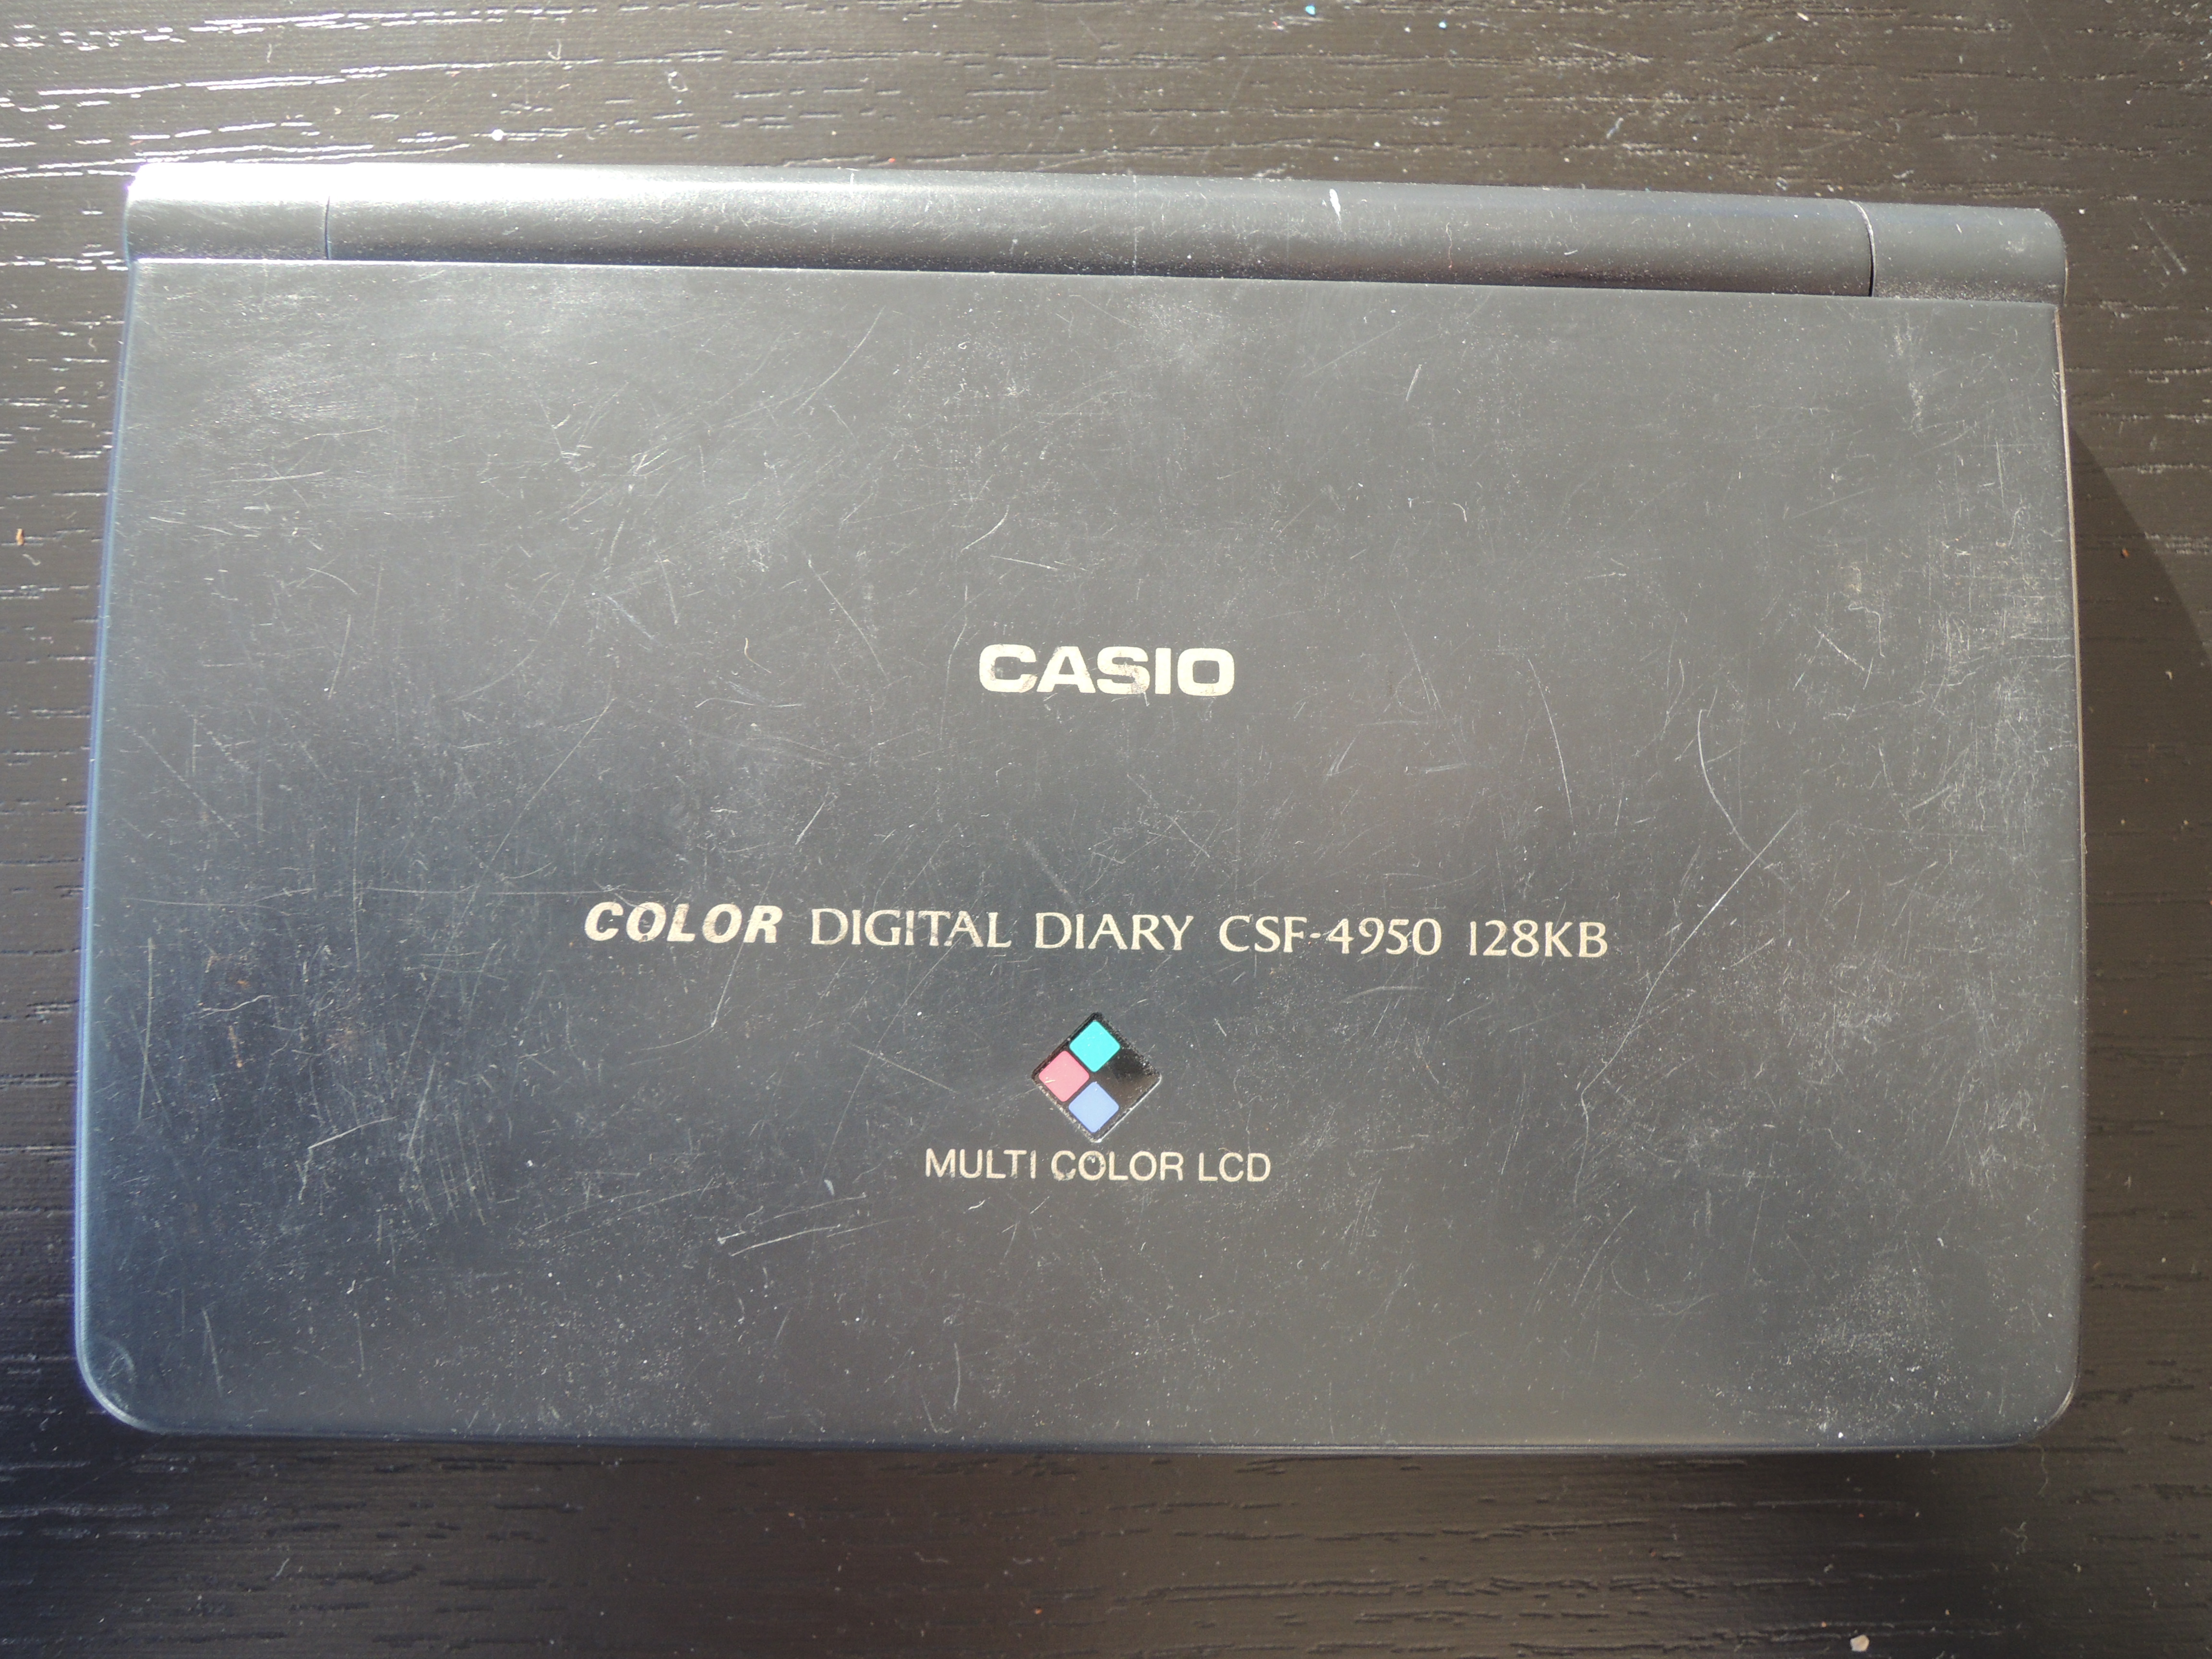 CASIO
COLOR DIGITAL DIARY CSF-4950 128KB
MULTI COLOR LCD